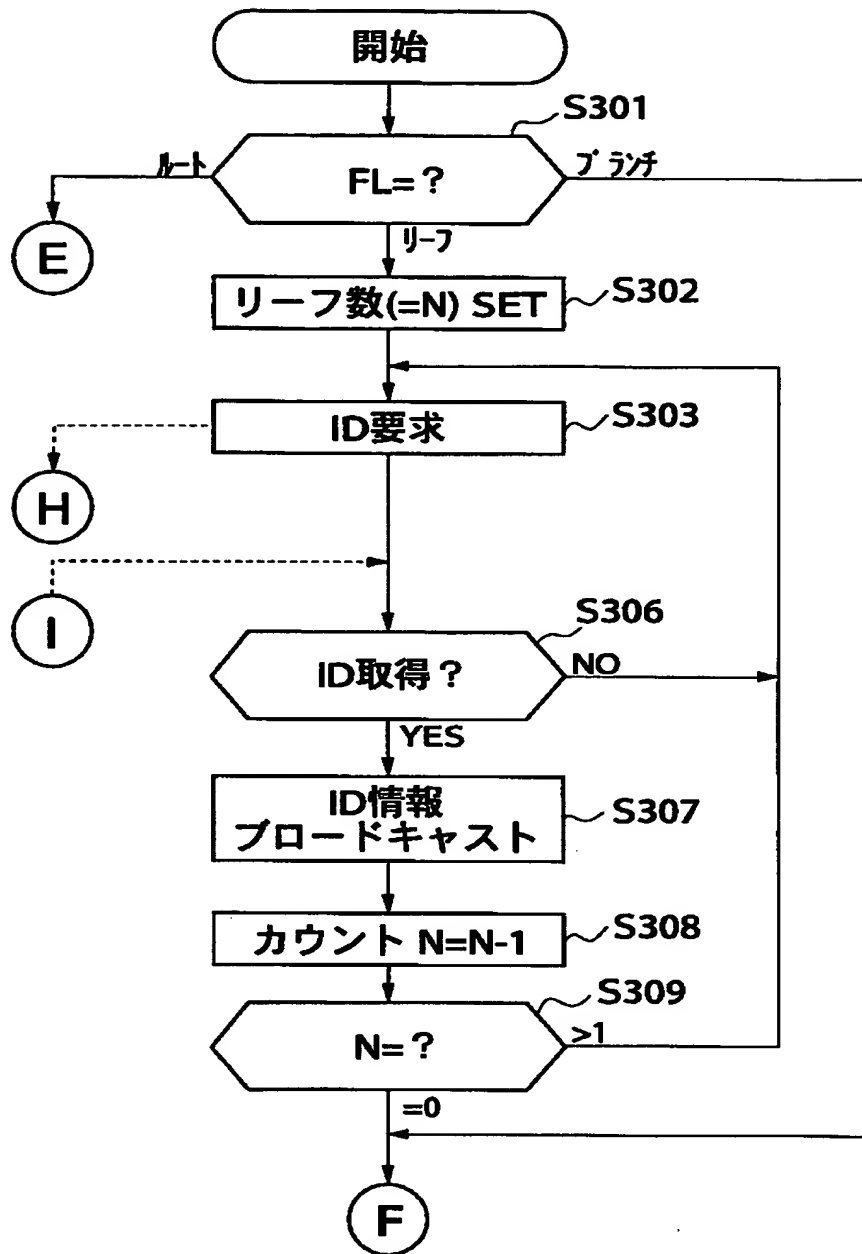 開始
S301
ルート
FL=?
ブランチ
E
リーフ
リーフ数(=N) SET
S302
ID要求
S303
H
I
S306
ID取得?
NO
YES
ID情報
ブロードキャスト
S307
カウント N=N-1
S308
S309
N=?
>1
=0
F